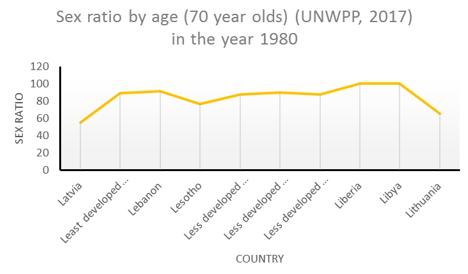 Sex ratio by age (70 year olds) (UNWPP, 2017)
in the year 1980
120
100
80
60
40
20
0
SEX RATIO
Latvia
Least developed...
Lebanon
Lesotho
Less developed ...
Less developed ...
Less developed ...
Liberia
Libya
Lithuania
COUNTRY